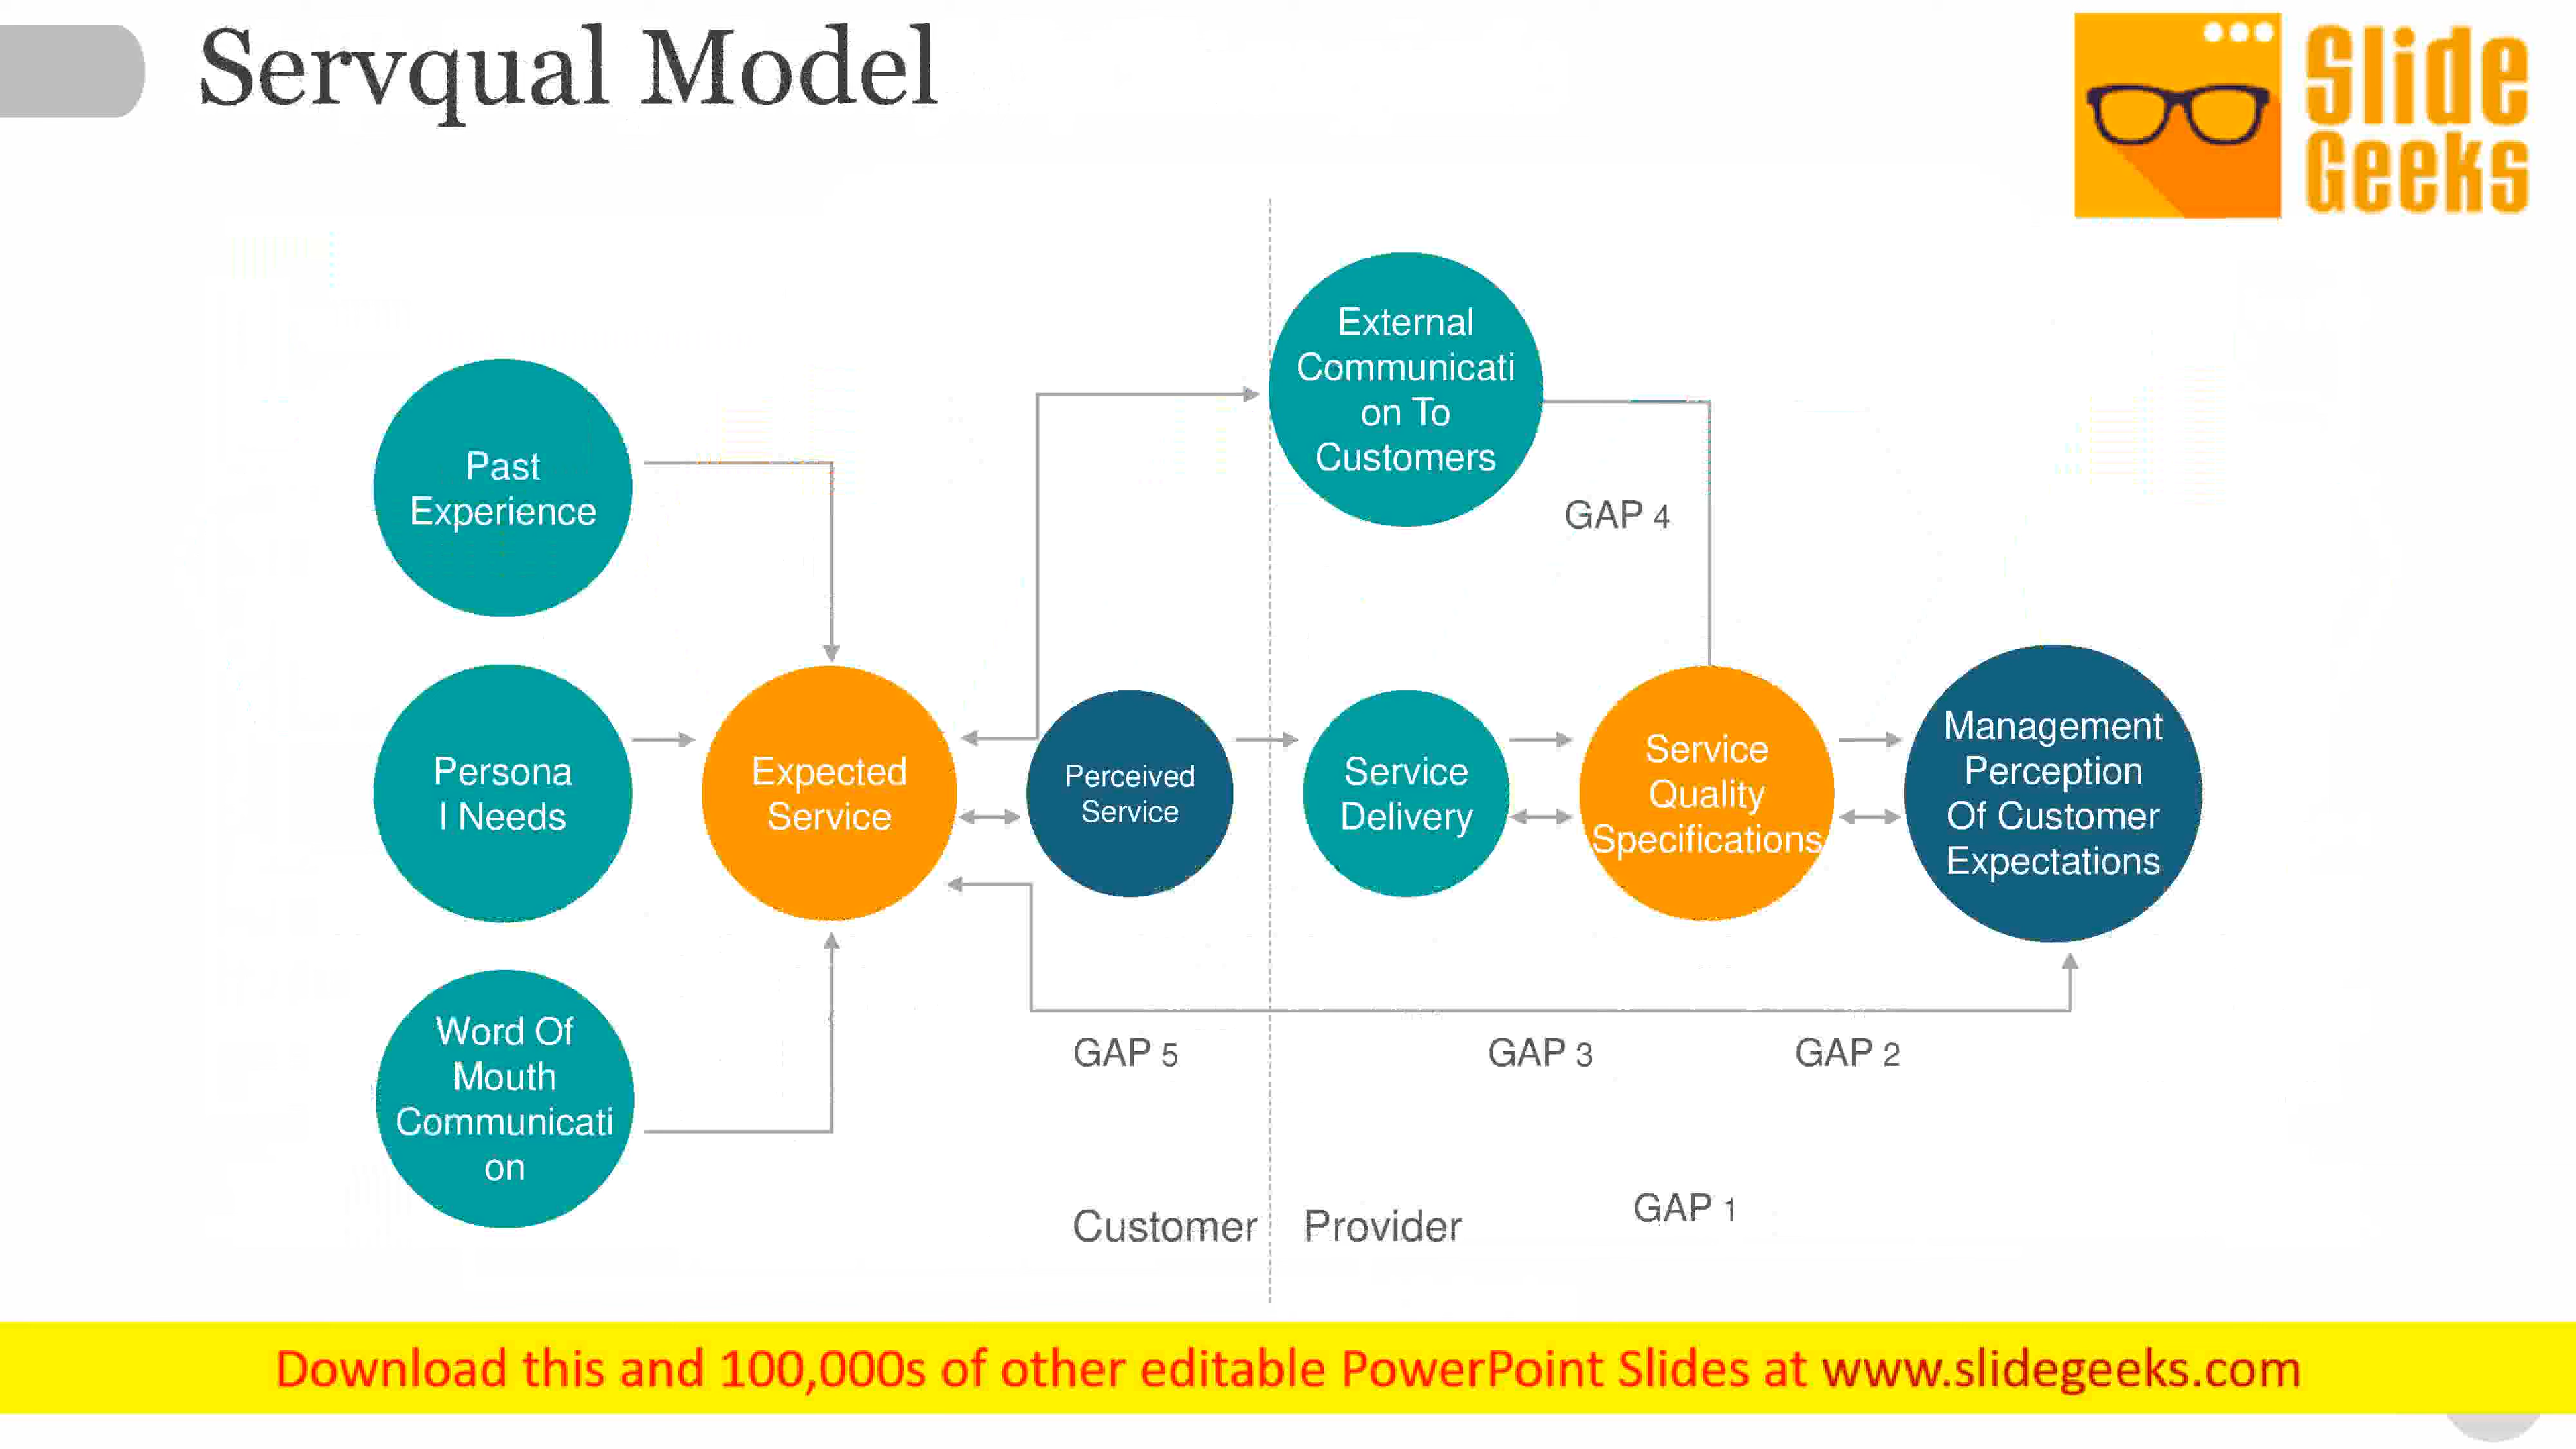 Servqual Model
Slide
Geeks
External
Communicati
on To
Customers
Past
Experience
GAP 4
Persona
l Needs
Expected
Service
Perceived
Service
Service
Delivery
Service
Quality
Specifications
Management
Perception
Of Customer
Expectations
Word Of
Mouth
Communicati
on
GAP 5
GAP 3
GAP 2
GAP 1
Customer
Provider
Download this and 100,000s of other editable PowerPoint Slides at www.slidegeeks.com